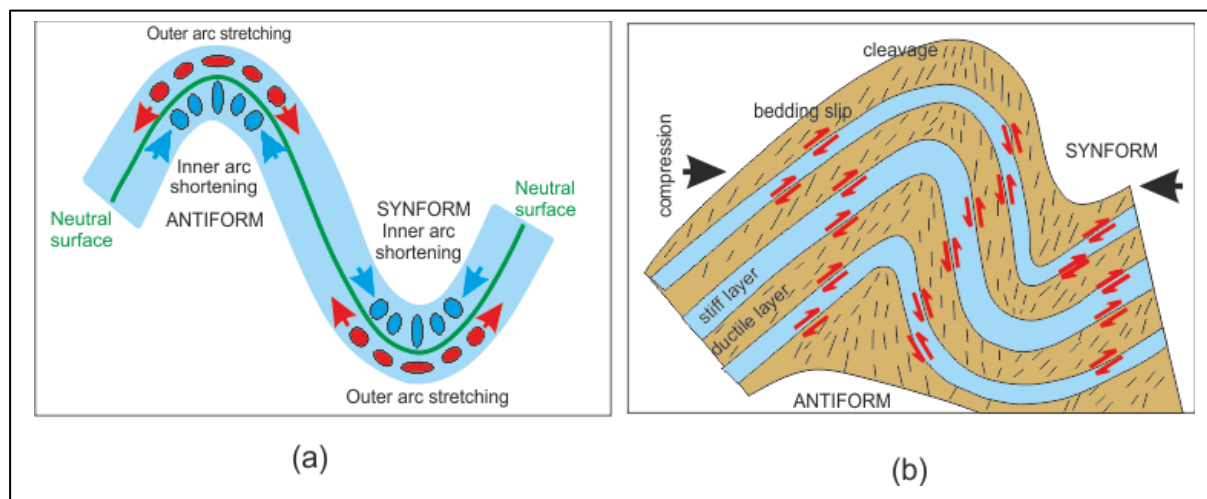 Outer arc stretching
Inner arc
shortening
ANTIFORM
Neutral
surface
SYNFORM
Inner arc
shortening
Neutral
surface
Outer arc stretching
(a)
cleavage
bedding slip
compression
SYNFORM
stiff layer
ductile layer
ANTIFORM
(b)